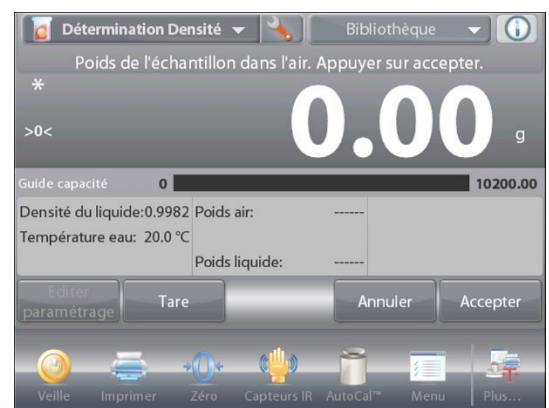 Détermination Densité
Bibliothèque
Poids de l'échantillon dans l'air. Appuyer sur accepter.
*
>0<
0.00 g
Guide capacité 0 10200.00
Densité du liquide:0.9982 Poids air: ------
Température eau: 20.0 °C
Poids liquide: ------
Editer paramétrage
Tare
Annuler
Accepter
Veille
Imprimer
Zéro
Capteurs IR
AutoCal™
Menu
Plus...